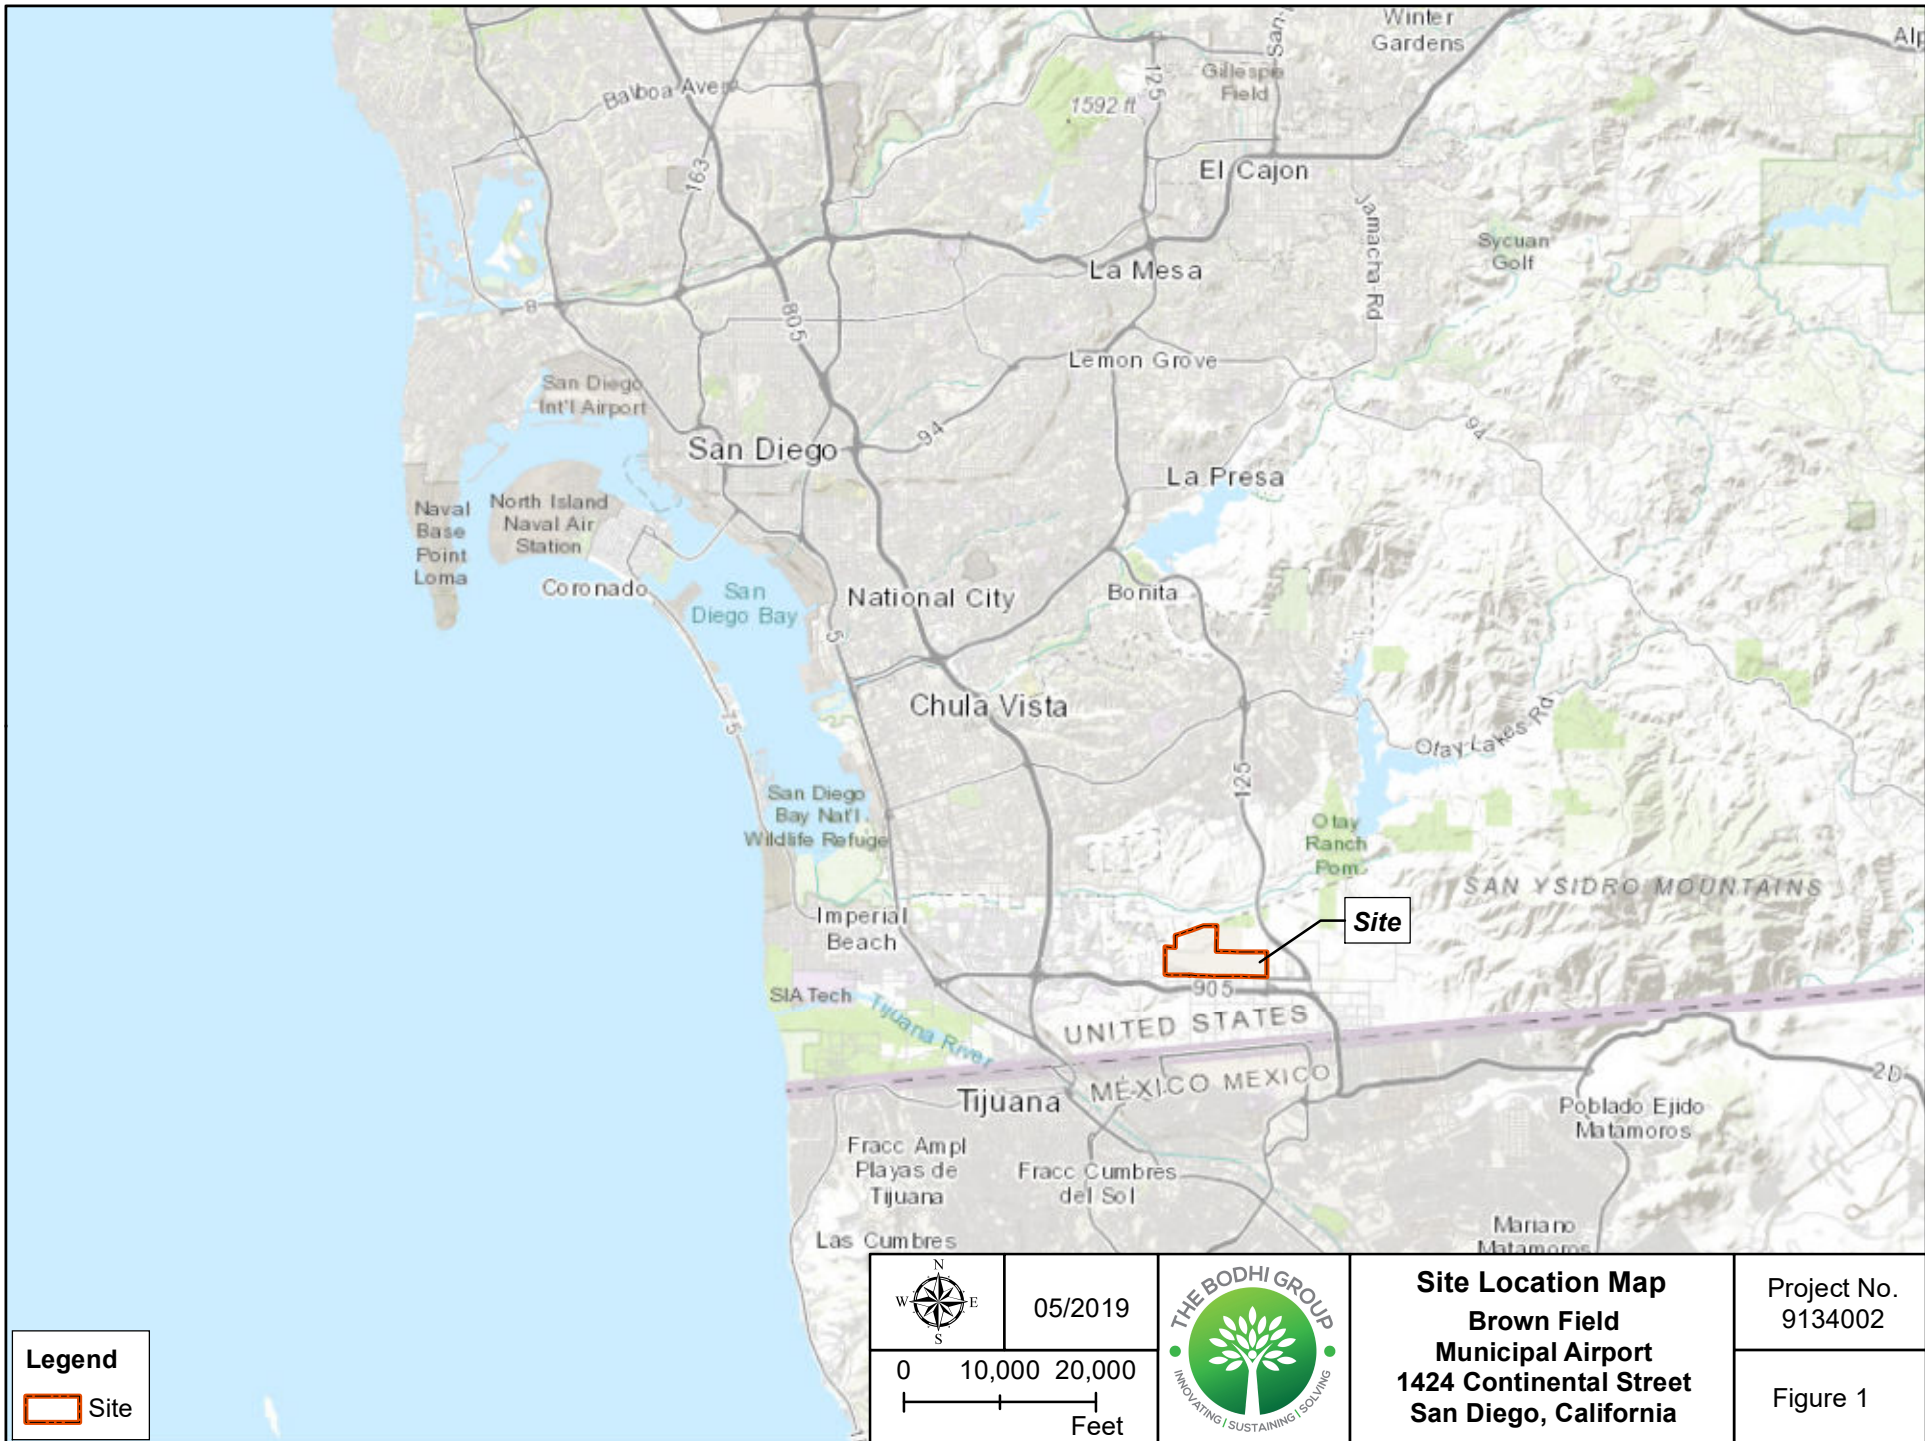 Winter
Gardens
Alp
San
Balboa Aven
125
Gillespe
Field
1592 ft
163
El Cajon
Jamacha Rd
Sycuan
Golf
La Mesa
8
805
Lemon Grove
San Diego
Int'l Airport
San Diego
94
94
La Presa
Naval
Base
Point
Loma
North Island
Naval Air
Station
Coronado
San
Diego Bay
National City
Bonita
5
Chula Vista
75
Otay Lakes Rd
125
San Diego
Bay Nat'l
Wildlife Refuge
Otay
Ranch
Pom
SAN YSIDRO MOUNTAINS
Imperial
Beach
Site
SIA Tech
Tijuana River
905
UNITED STATES
MÉXICO MEXICO
Tijuana
2D
Poblado Ejido
Matamoros
Fracc Ampl
Playas de
Tijuana
Fracc Cumbres
del Sol
Las Cumbres
Mariano
Matamoros
Legend
Site
N
W E
S
05/2019
0 10,000 20,000
Feet
THE BODHI GROUP
INNOVATING | SUSTAINING | SOLVING
Site Location Map
Brown Field
Municipal Airport
1424 Continental Street
San Diego, California
Project No.
9134002
Figure 1